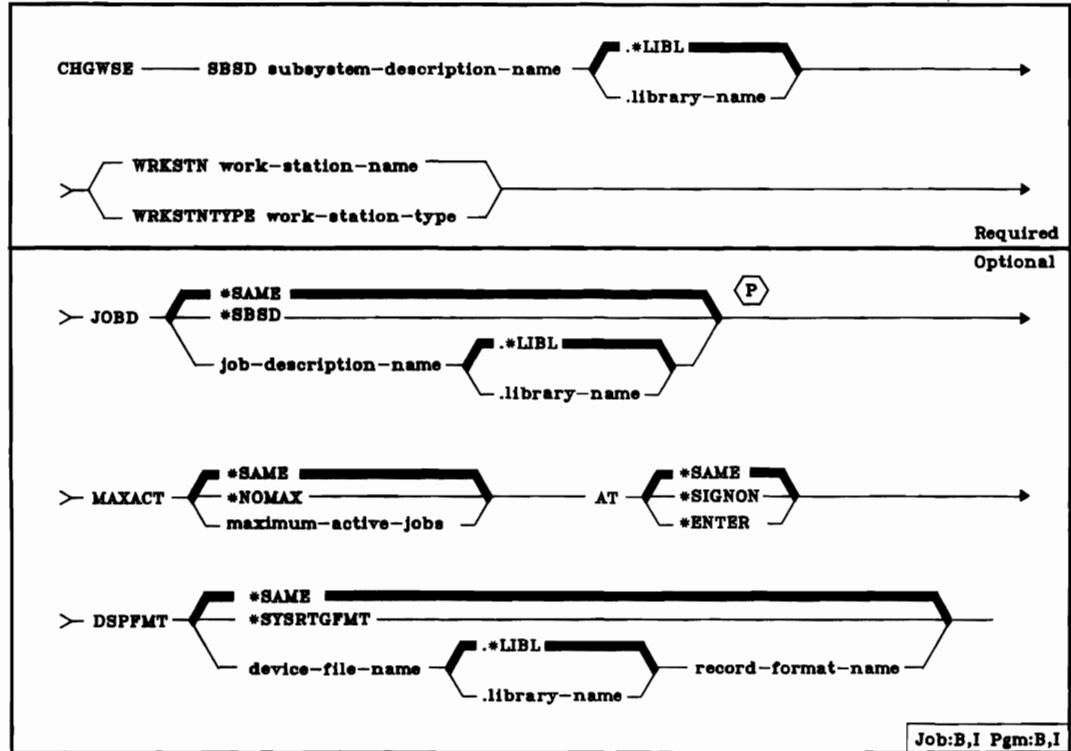 .*LIBL
CHGWSE SBSD subsystem-description-name
.library-name
WRKSTN work-station-name
WRKSTNTYPE work-station-type
Required
Optional
*SAME
P
JOBD *SBSD
.*LIBL
job-description-name
.library-name
*SAME *SAME
MAXACT *NOMAX AT *SIGNON
maximum-active-jobs *ENTER
*SAME
DSPFMT *SYSRTGFMT
.*LIBL
device-file-name record-format-name
.library-name
Job:B,I Pgm:B,I